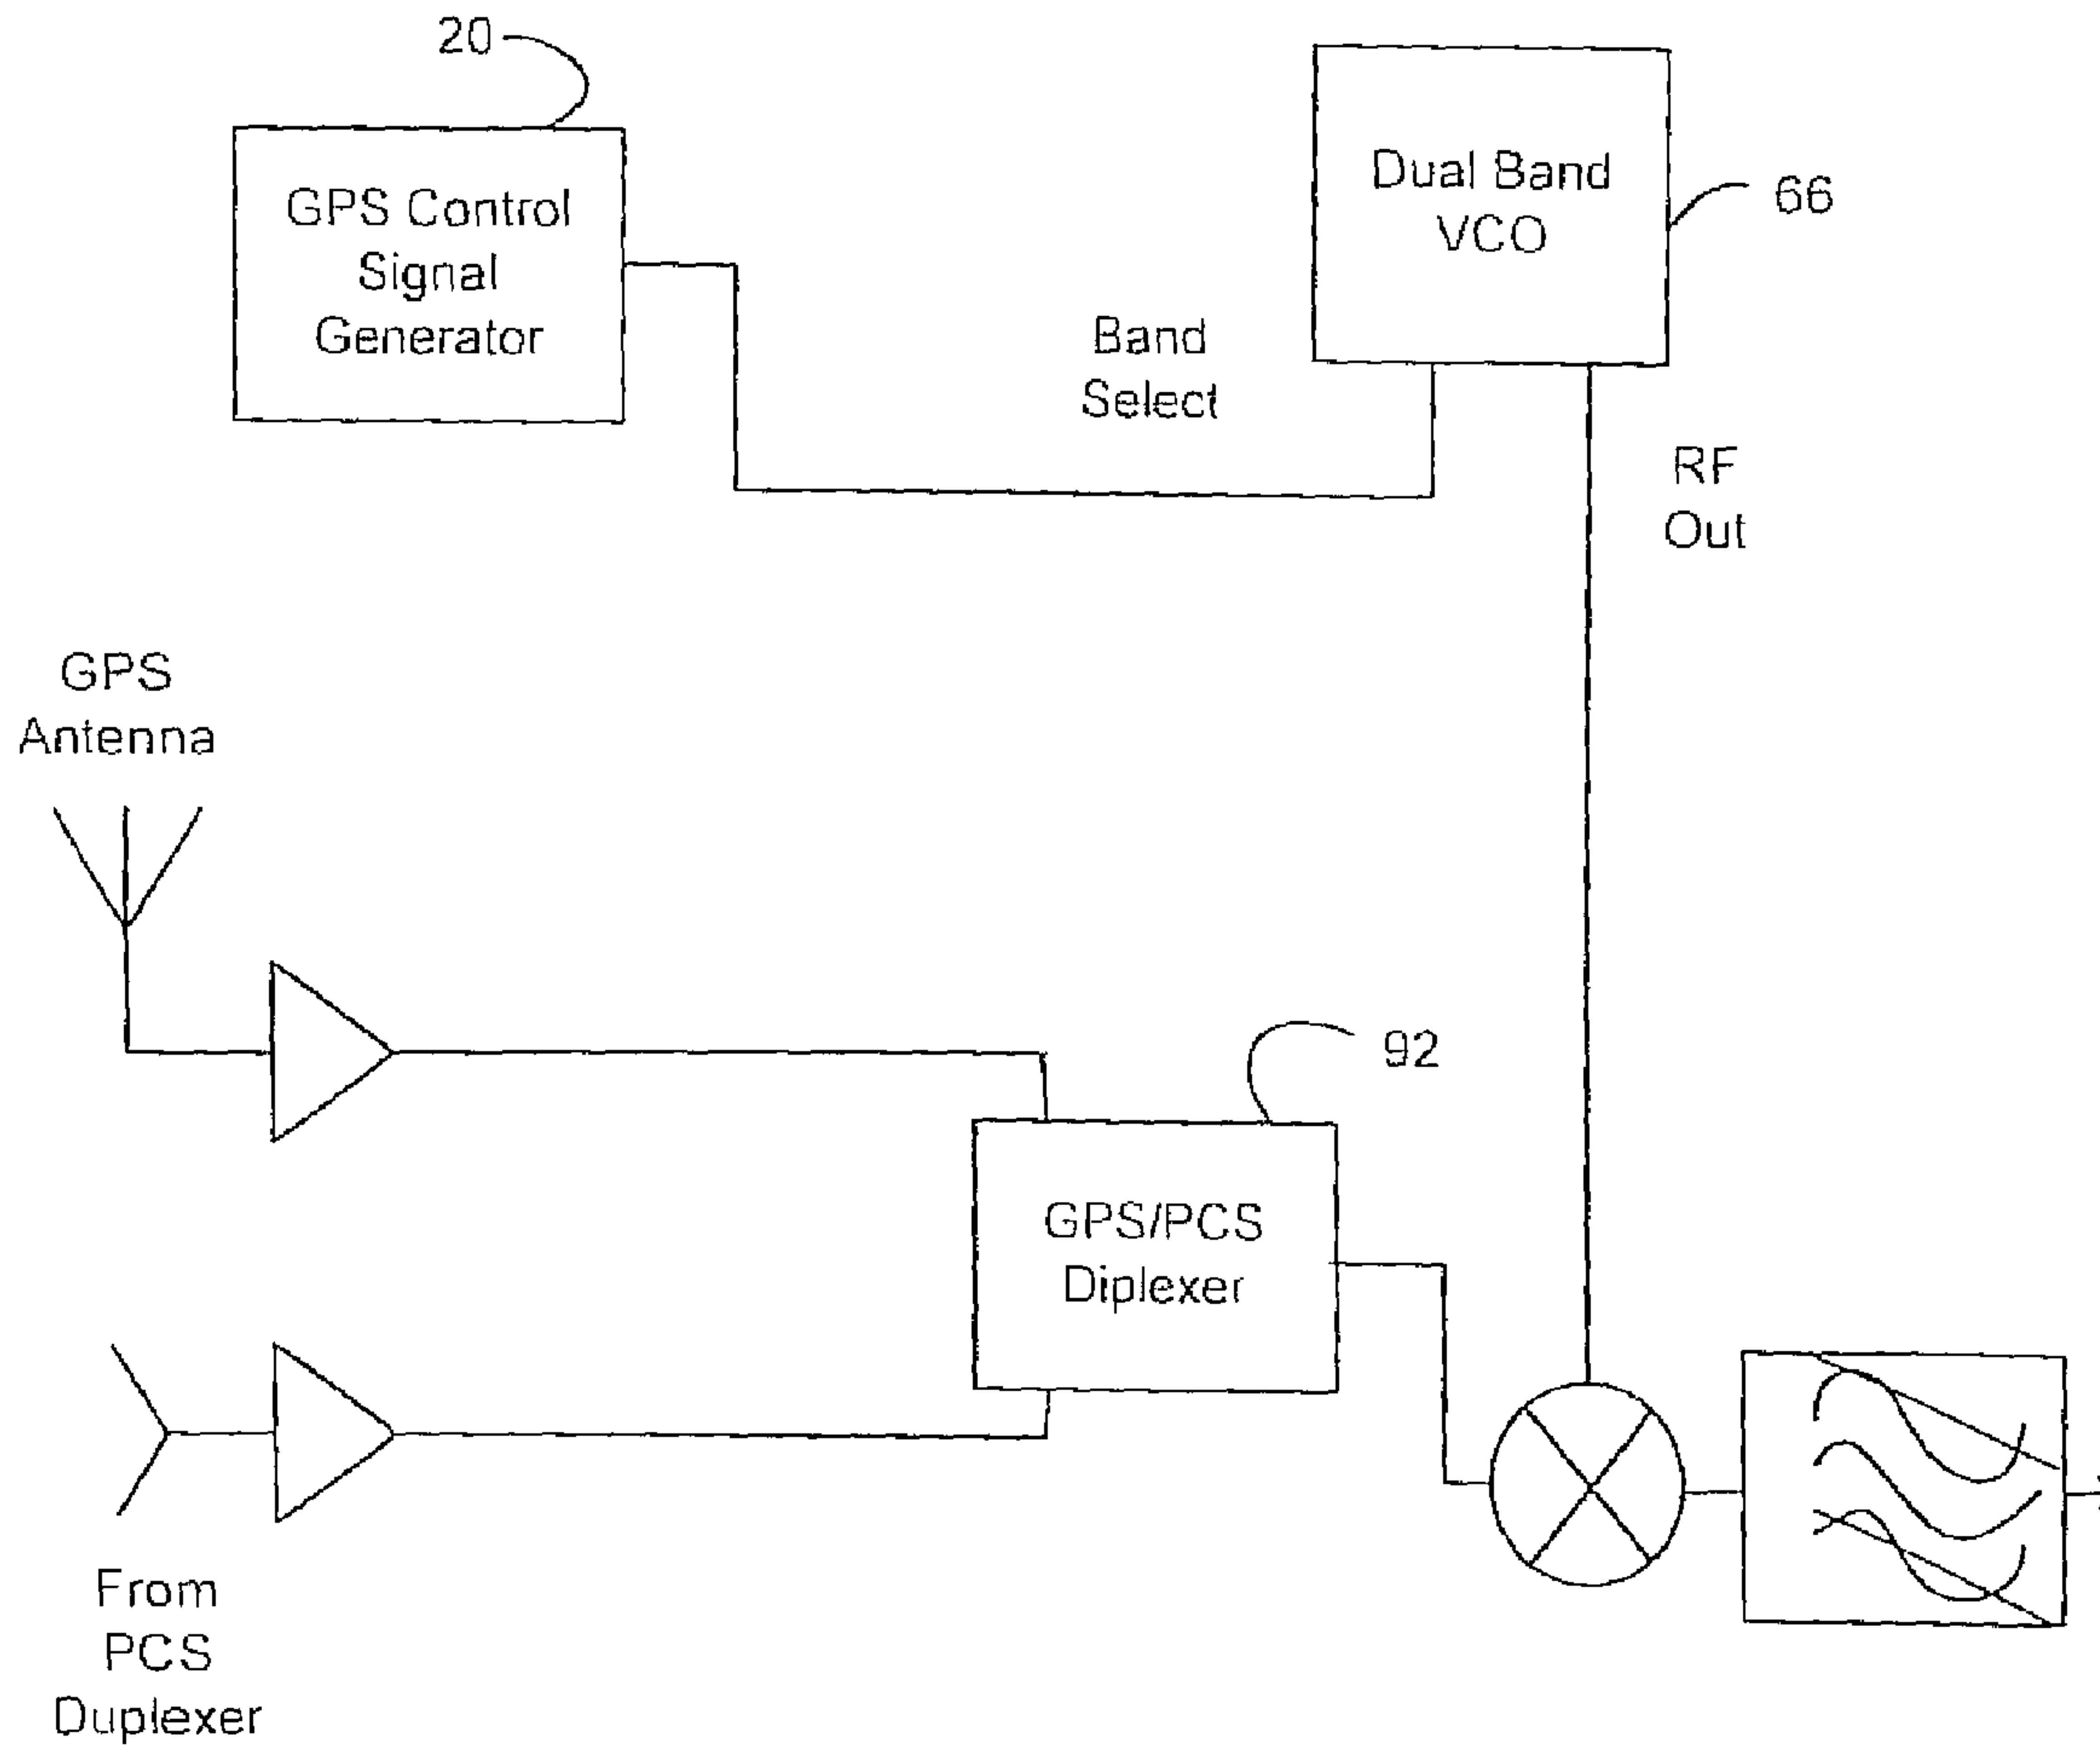 20
GPS Control
Signal
Generator
Dual Band
VCO
66
Band
Select
RF
Out
GPS
Antenna
92
GPS/PCS
Diplexer
From
PCS
Duplexer